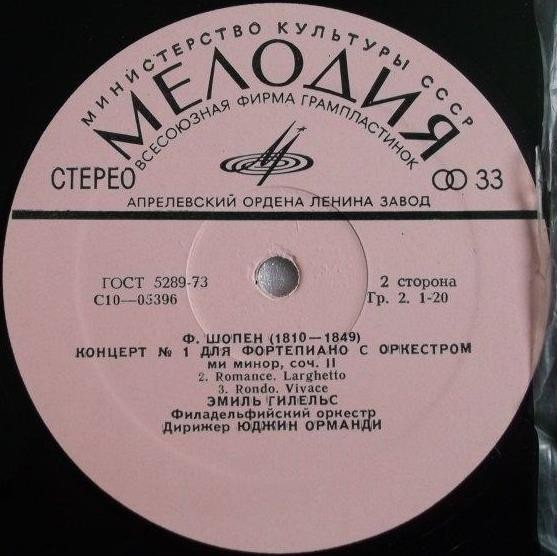 МИНИСТЕРСТВО КУЛЬТУРЫ СССР
МЕЛОДИЯ
ВСЕСОЮЗНАЯ ФИРМА ГРАМПЛАСТИНОК
СТЕРЕО
33
АПРЕЛЕВСКИЙ ОРДЕНА ЛЕНИНА ЗАВОД
ГОСТ 5289-73
С10—05396
2 сторона
Гр. 2. 1-20
Ф. ШОПЕН (1810—1849)
КОНЦЕРТ № 1 ДЛЯ ФОРТЕПИАНО С ОРКЕСТРОМ
ми минор, соч. II
2. Romance. Larghetto
3. Rondo. Vivace
ЭМИЛЬ ГИЛЕЛЬС
Филадельфийский оркестр
Дирижер ЮДЖИН ОРМАНДИ